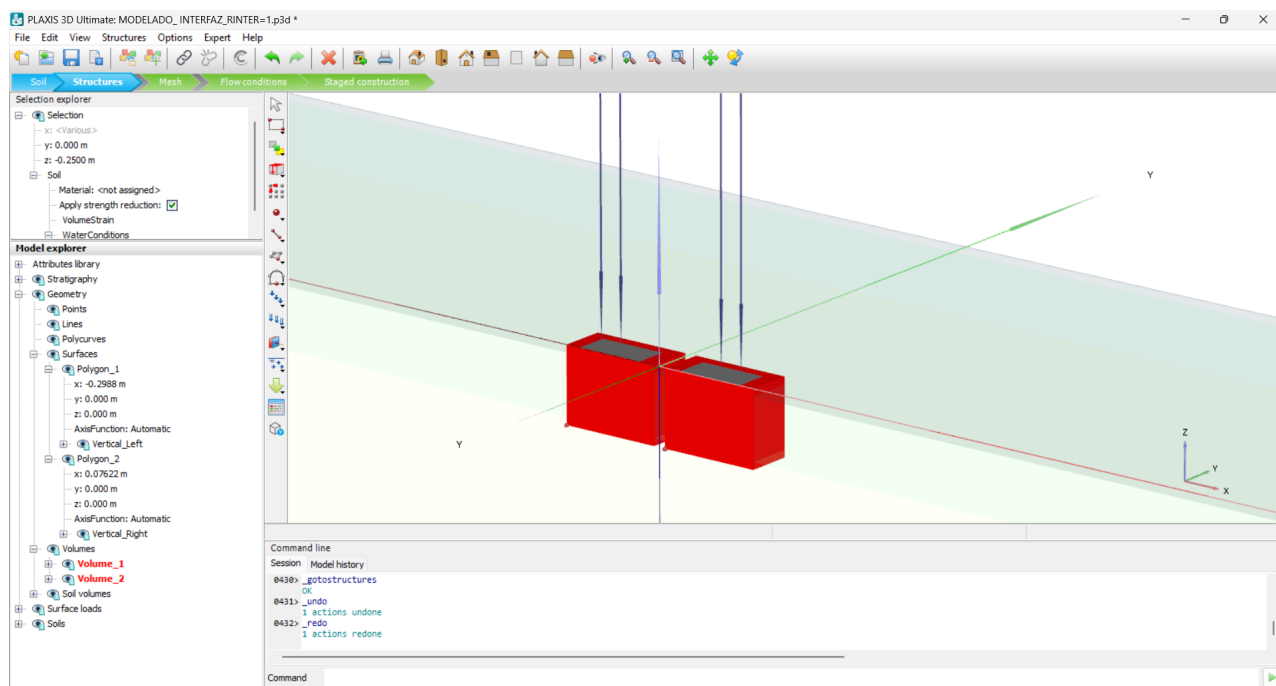 PLAXIS 3D Ultimate: MODELADO_ INTERFAZ_RINTER=1.p3d *
File Edit View Structures Options Expert Help
Soil Structures Mesh Flow conditions Staged construction
Selection explorer
Selection
x: <Various>
y: 0.000 m
z: -0.2500 m
Soil
Material: <not assigned>
Apply strength reduction:
VolumeStrain
WaterConditions
Model explorer
Attributes library
Stratigraphy
Geometry
Points
Lines
Polycurves
Surfaces
Polygon_1
x: -0.2988 m
y: 0.000 m
z: 0.000 m
AxisFunction: Automatic
Vertical_Left
Polygon_2
x: 0.07622 m
y: 0.000 m
z: 0.000 m
AxisFunction: Automatic
Vertical_Right
Volumes
Volume_1
Volume_2
Soil volumes
Surface loads
Soils
Y
Y
Z
Y
X
Command line
Session Model history
0430> _gotostructures
OK
0431> _undo
1 actions undone
0432> _redo
1 actions redone
Command